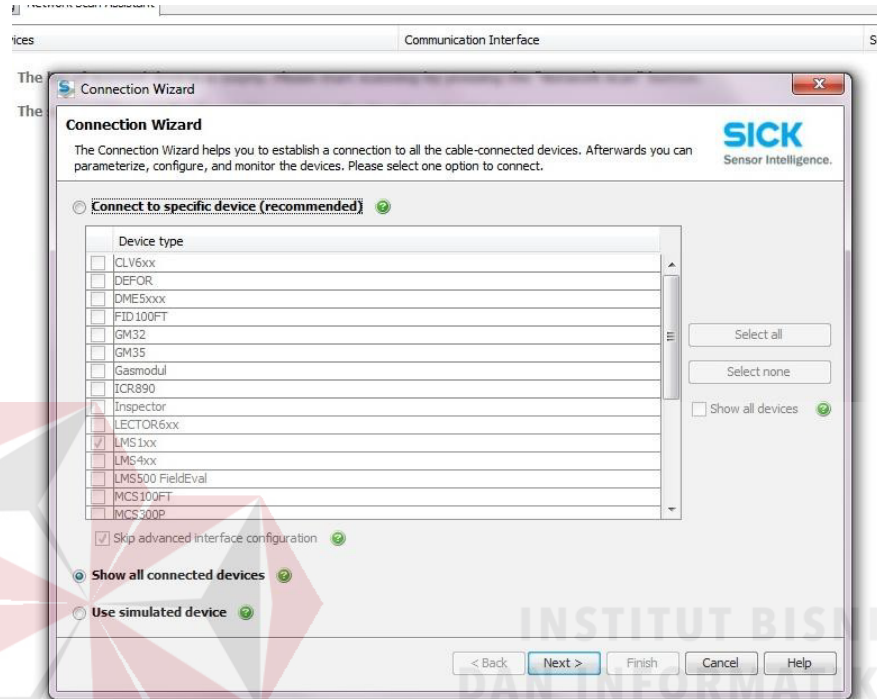 Network Scan Assistant
ices
Communication Interface
S
The
The
Connection Wizard
x
Connection Wizard
The Connection Wizard helps you to establish a connection to all the cable-connected devices. Afterwards you can
parameterize, configure, and monitor the devices. Please select one option to connect.
SICK
Sensor Intelligence.
Connect to specific device (recommended)
Device type
CLV6xx
DEFOR
DME5xxx
FID100FT
GM32
GM35
Gasmodul
ICR890
Inspector
LECTOR6xx
LMS1xx
LMS4xx
LMS500 FieldEval
MCS100FT
MCS300P
Select all
Select none
Show all devices
Skip advanced interface configuration
Show all connected devices
Use simulated device
< Back
Next >
Finish
Cancel
Help
INSTITUT BISNI
DAN INFORMATIK